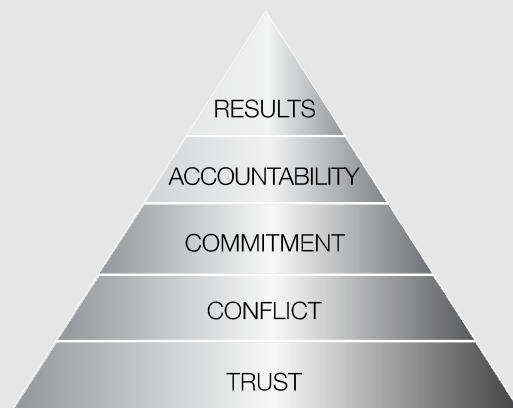 RESULTS
ACCOUNTABILITY
COMMITMENT
CONFLICT
TRUST